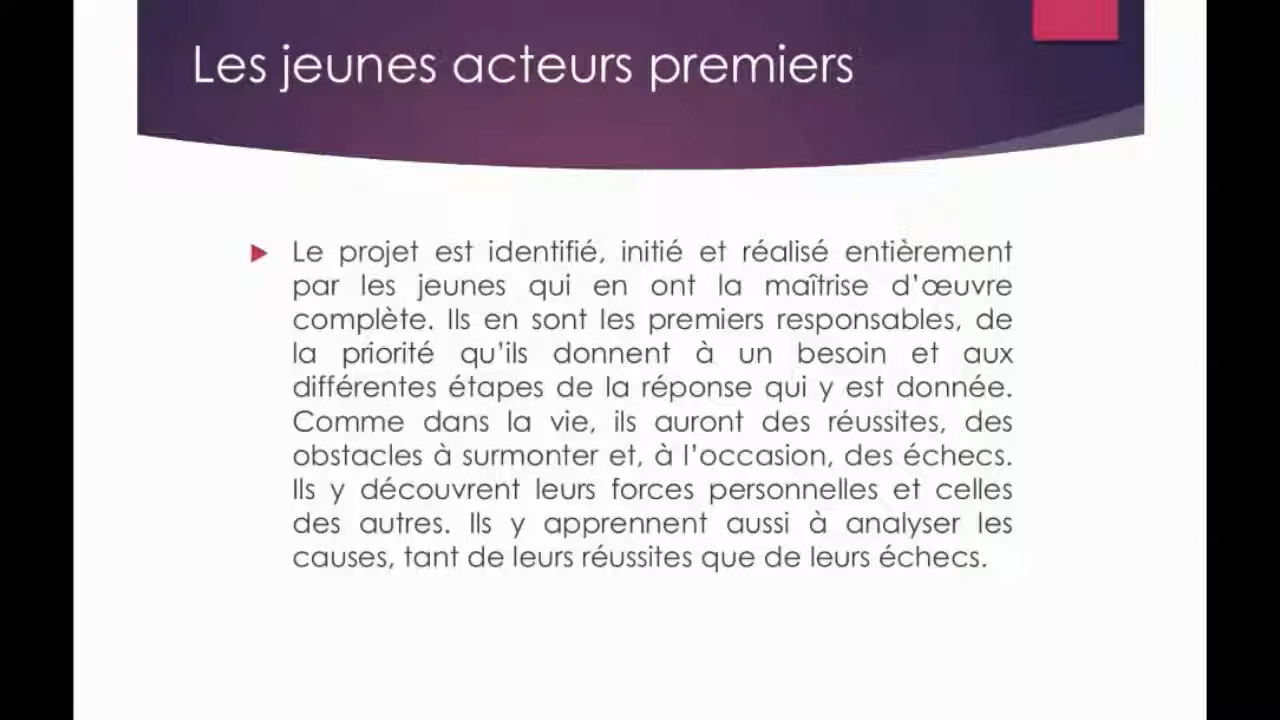 Les jeunes acteurs premiers
Le projet est identifié, initié et réalisé entièrement
par les jeunes qui en ont la maîtrise d’œuvre
complète. Ils en sont les premiers responsables, de
la priorité qu’ils donnent à un besoin et aux
différentes étapes de la réponse qui y est donnée.
Comme dans la vie, ils auront des réussites, des
obstacles à surmonter et, à l’occasion, des échecs.
Ils y découvrent leurs forces personnelles et celles
des autres. Ils y apprennent aussi à analyser les
causes, tant de leurs réussites que de leurs échecs.